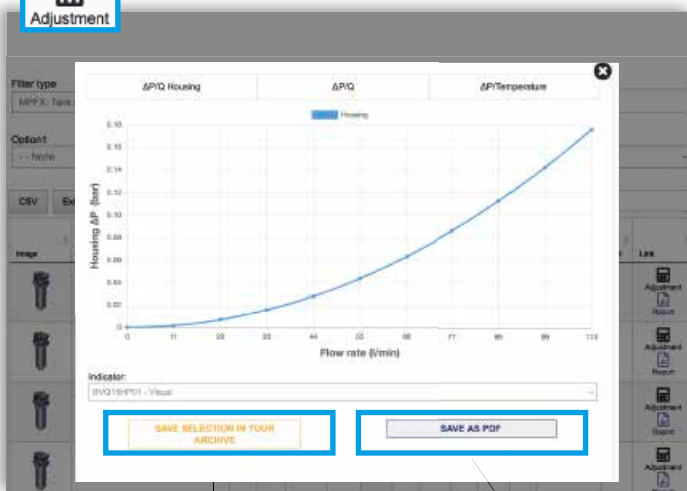 Adjustment
ΔP/Q Housing
ΔP/Q
ΔP/Temperature
Filter type
Housing
Option1
CSV
Image
Link
Housing ΔP (bar)
0.18
0.16
0.14
0.12
0.10
0.08
0.06
0.04
0.02
0
0 11 22 33 44 55 66 77 88 99 110
Flow rate (l/min)
Adjustment
Report
Adjustment
Report
Adjustment
Report
Adjustment
Indicator:
SAVE SELECTION IN YOUR
ARCHIVE
SAVE AS PDF